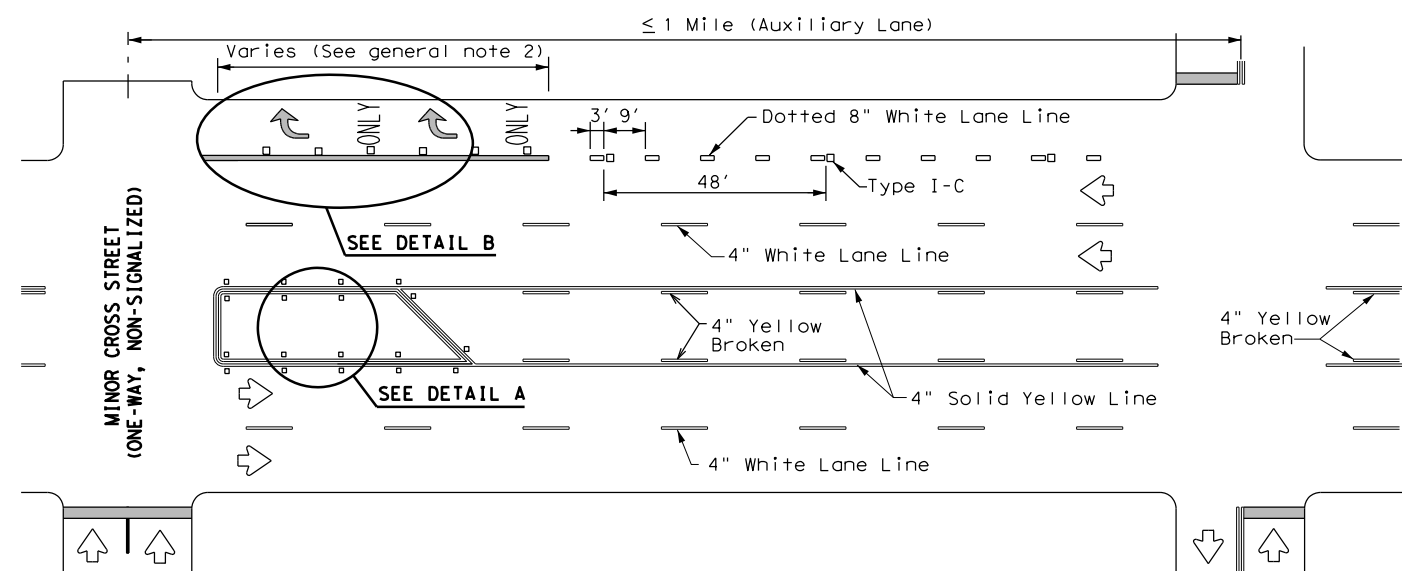 ≤ 1 Mile (Auxiliary Lane)
Varies (See general note 2)
ONLY
ONLY
3' 9'
Dotted 8" White Lane Line
48'
Type I-C
SEE DETAIL B
4" White Lane Line
MINOR CROSS STREET
(ONE-WAY, NON-SIGNALIZED)
4" Yellow
Broken
4" Yellow
Broken
SEE DETAIL A
4" Solid Yellow Line
4" White Lane Line